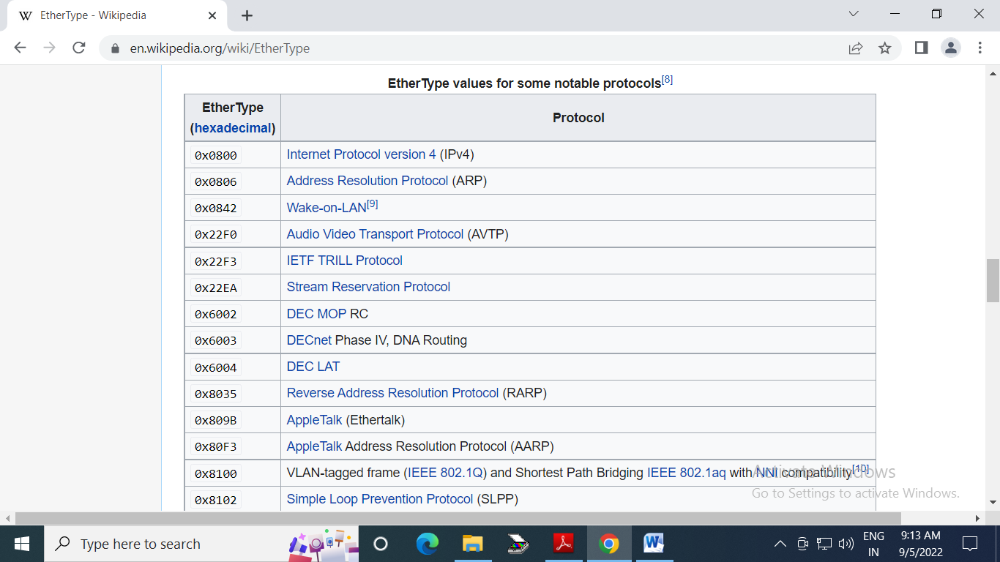 EtherType - Wikipedia
en.wikipedia.org/wiki/EtherType
EtherType values for some notable protocols[8]
EtherType (hexadecimal) Protocol
0x0800 Internet Protocol version 4 (IPv4)
0x0806 Address Resolution Protocol (ARP)
0x0842 Wake-on-LAN[9]
0x22F0 Audio Video Transport Protocol (AVTP)
0x22F3 IETF TRILL Protocol
0x22EA Stream Reservation Protocol
0x6002 DEC MOP RC
0x6003 DECnet Phase IV, DNA Routing
0x6004 DEC LAT
0x8035 Reverse Address Resolution Protocol (RARP)
0x809B AppleTalk (Ethertalk)
0x80F3 AppleTalk Address Resolution Protocol (AARP)
0x8100 VLAN-tagged frame (IEEE 802.1Q) and Shortest Path Bridging IEEE 802.1aq with NNI compatibility[10]
Activate Windows
0x8102 Simple Loop Prevention Protocol (SLPP)
Go to Settings to activate Windows.
Type here to search
ENG
IN
9:13 AM
9/5/2022